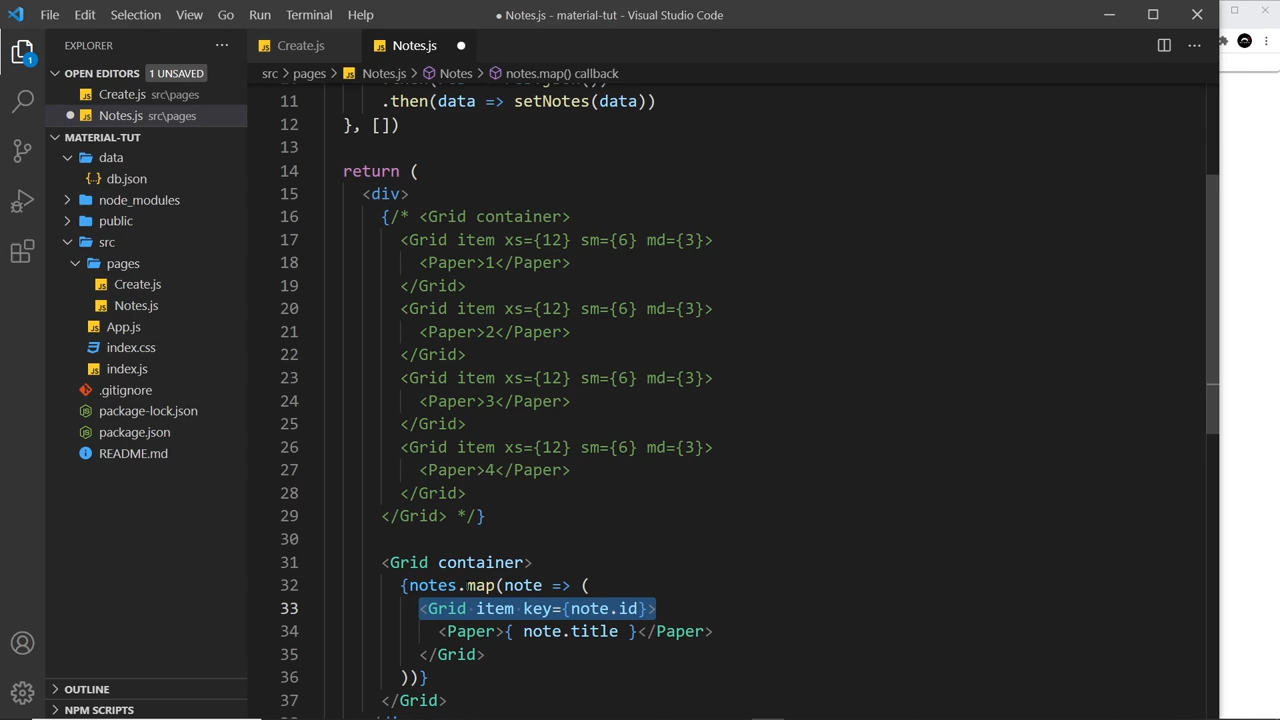 File Edit Selection View Go Run Terminal Help
● Notes.js - material-tut - Visual Studio Code
EXPLORER
OPEN EDITORS 1 UNSAVED
Create.js src\pages
Notes.js src\pages
MATERIAL-TUT
data
db.json
node_modules
public
src
pages
Create.js
Notes.js
App.js
index.css
index.js
.gitignore
package-lock.json
package.json
README.md
OUTLINE
NPM SCRIPTS
1
Create.js Notes.js
src > pages > Notes.js > Notes > notes.map() callback
11 .then(data => setNotes(data))
12 }, [])
13
14 return (
15 <div>
16 {/* <Grid container>
17 <Grid item xs={12} sm={6} md={3}>
18 <Paper>1</Paper>
19 </Grid>
20 <Grid item xs={12} sm={6} md={3}>
21 <Paper>2</Paper>
22 </Grid>
23 <Grid item xs={12} sm={6} md={3}>
24 <Paper>3</Paper>
25 </Grid>
26 <Grid item xs={12} sm={6} md={3}>
27 <Paper>4</Paper>
28 </Grid>
29 </Grid> */}
30
31 <Grid container>
32 {notes.map(note => (
33 <Grid item key={note.id}>
34 <Paper>{ note.title }</Paper>
35 </Grid>
36 ))}
37 </Grid>